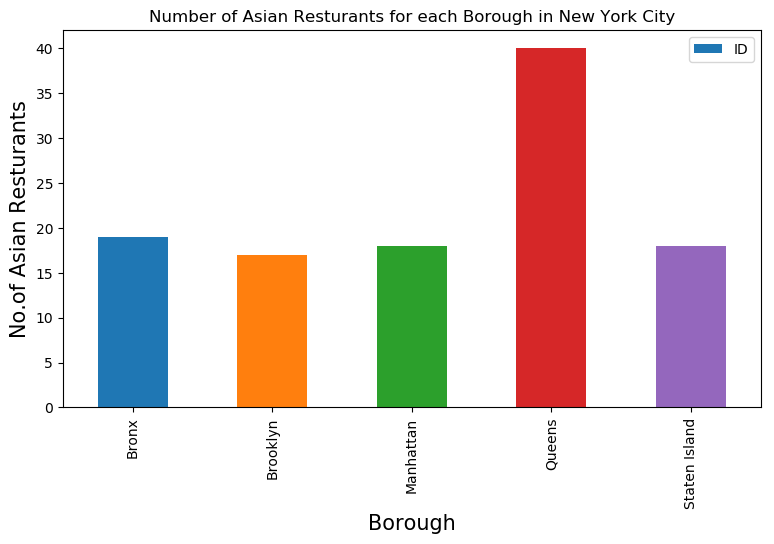 Number of Asian Resturants for each Borough in New York City
ID
No.of Asian Resturants
40
35
30
25
20
15
10
5
0
Bronx
Brooklyn
Manhattan
Queens
Staten Island
Borough